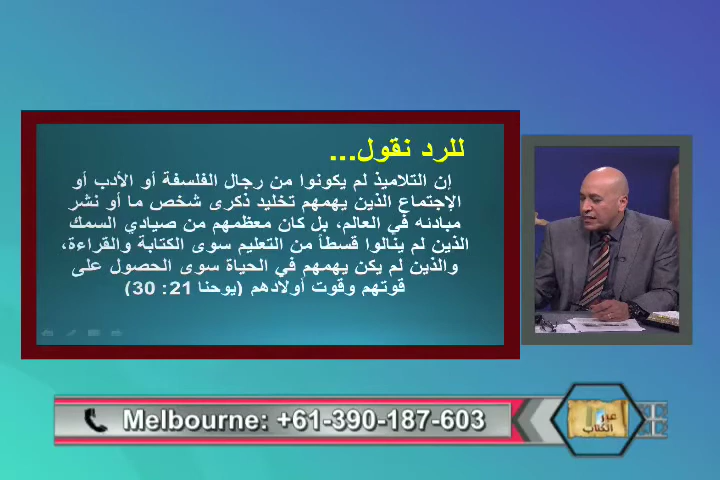 للرد نقول...
إن التلاميذ لم يكونوا من رجال الفلسفة أو الأدب أو
الإجتماع الذين يهمهم تخليد ذكرى شخص ما أو نشر
مبادئه في العالم، بل كان معظمهم من صيادي السمك
الذين لم ينالوا قسطاً من التعليم سوى الكتابة والقراءة،
والذين لم يكن يهمهم في الحياة سوى الحصول على
قوتهم وقوت أولادهم (يوحنا 21: 30)
Melbourne: +61-390-187-603
عبر
الكتاب